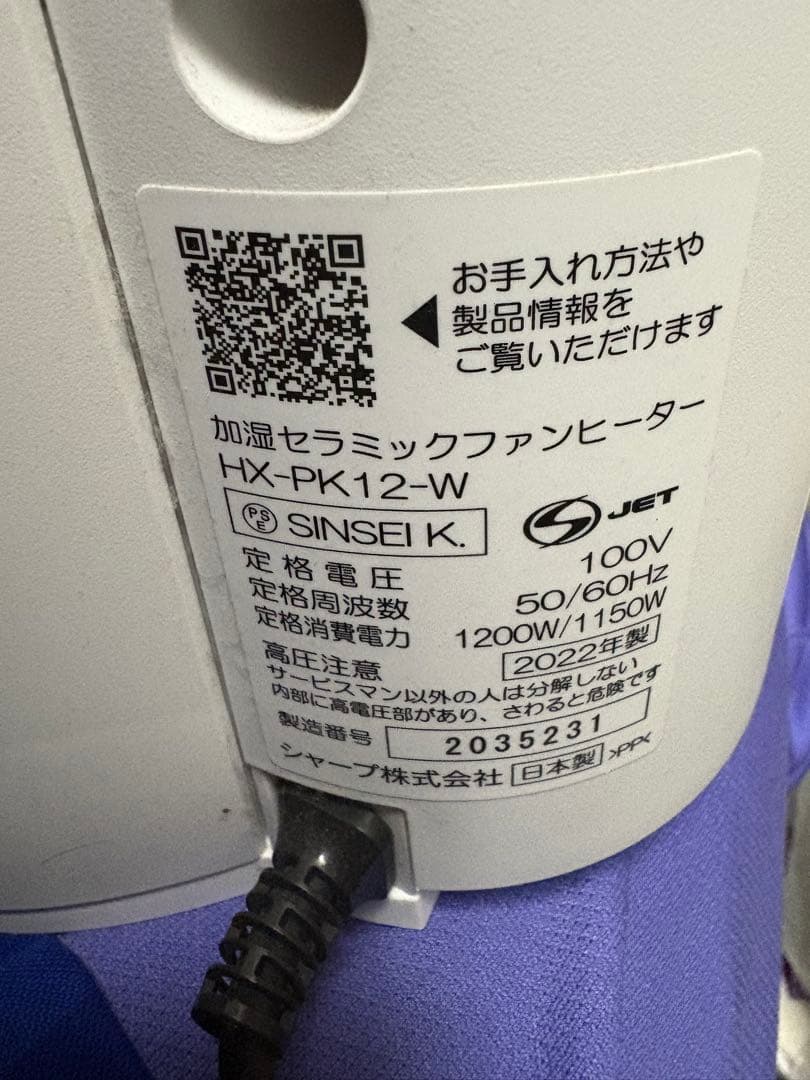 お手入れ方法や
製品情報を
ご覧いただけます
加湿セラミックファンヒーター
HX-PK12-W
PSE SINSEI K.
S JET
定格電圧 100V
定格周波数 50/60Hz
定格消費電力 1200W/1150W
高圧注意 2022年製
サービスマン以外の人は分解しない
内部に高電圧部があり、さわると危険です
製造番号 2035231
シャープ株式会社 日本製 >PP<